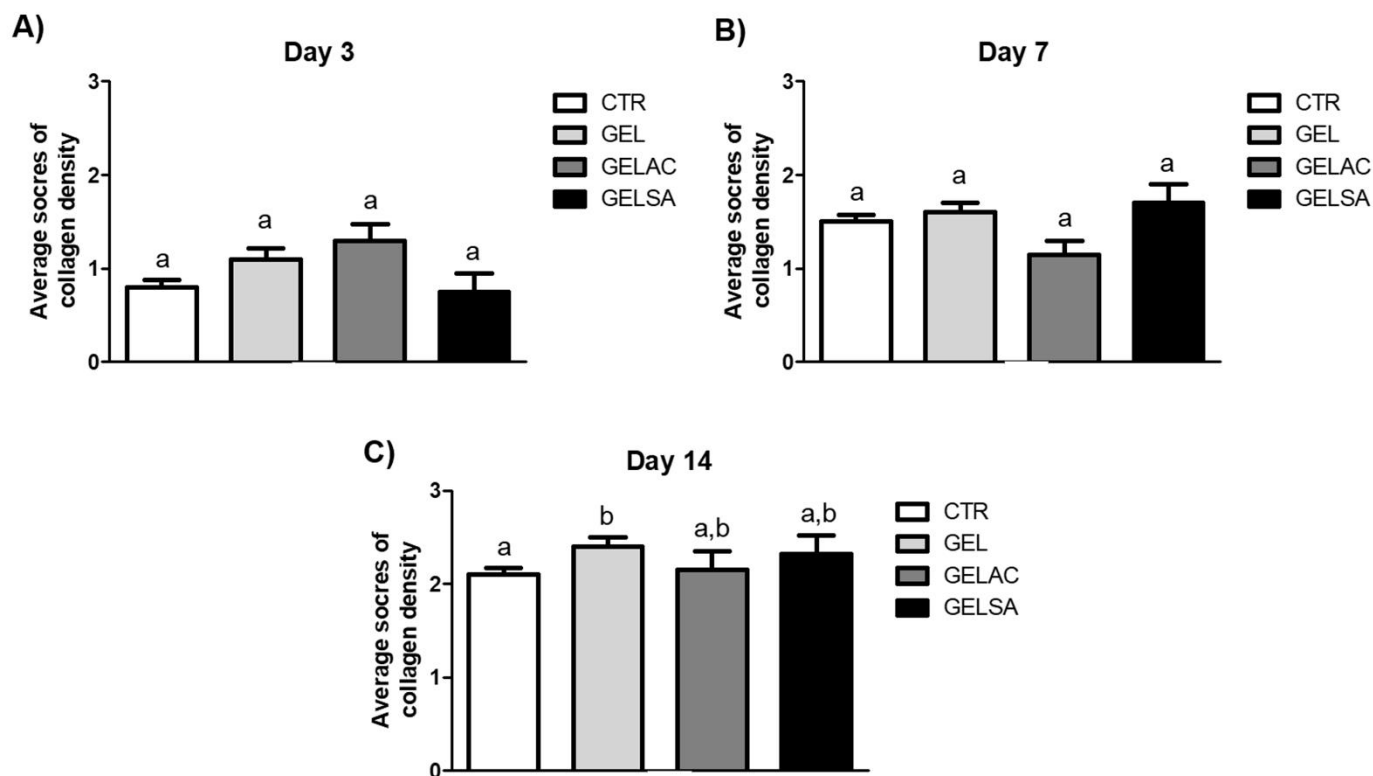 A)
Day 3
Average socres of
collagen density
3
2
1
0
a
a
a
a
CTR
GEL
GELAC
GELSA
B)
Day 7
Average socres of
collagen density
3
2
1
0
a
a
a
a
CTR
GEL
GELAC
GELSA
C)
Day 14
Average socres of
collagen density
3
2
1
0
a
b
a,b
a,b
CTR
GEL
GELAC
GELSA